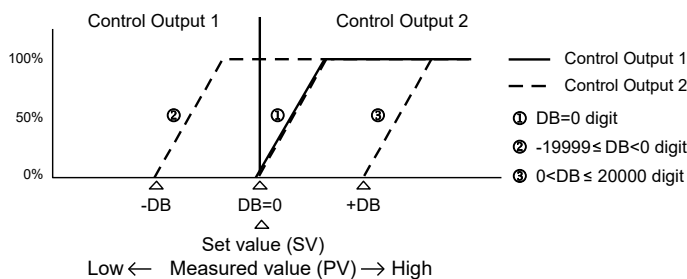 Control Output 1
Control Output 2
100%
50%
0%
②
①
③
Control Output 1
Control Output 2
① DB=0 digit
② -19999≤ DB<0 digit
③ 0<DB ≤ 20000 digit
-DB
DB=0
+DB
Set value (SV)
Low ← Measured value (PV) → High